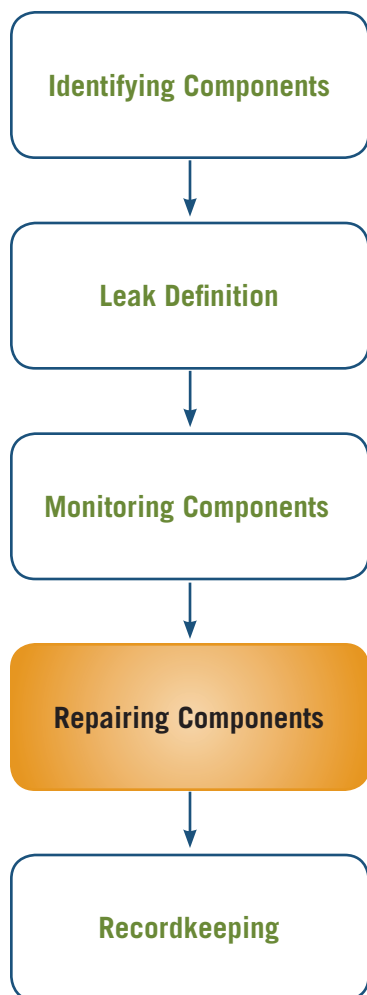 Identifying Components
Leak Definition
Monitoring Components
Repairing Components
Recordkeeping